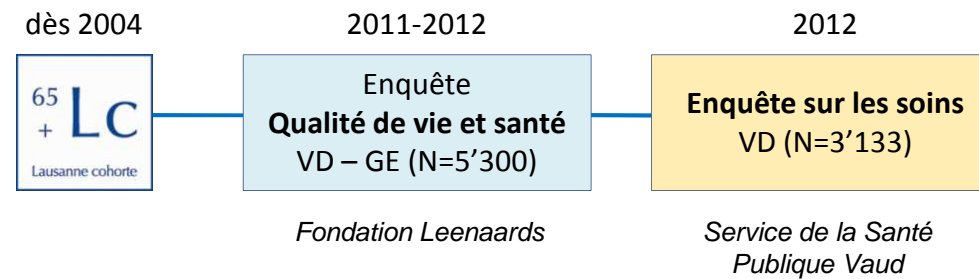 dès 2004
2011-2012
2012
65
+ Lc
Lausanne cohorte
Enquête
Qualité de vie et santé
VD – GE (N=5’300)
Enquête sur les soins
VD (N=3’133)
Fondation Leenaards
Service de la Santé
Publique Vaud